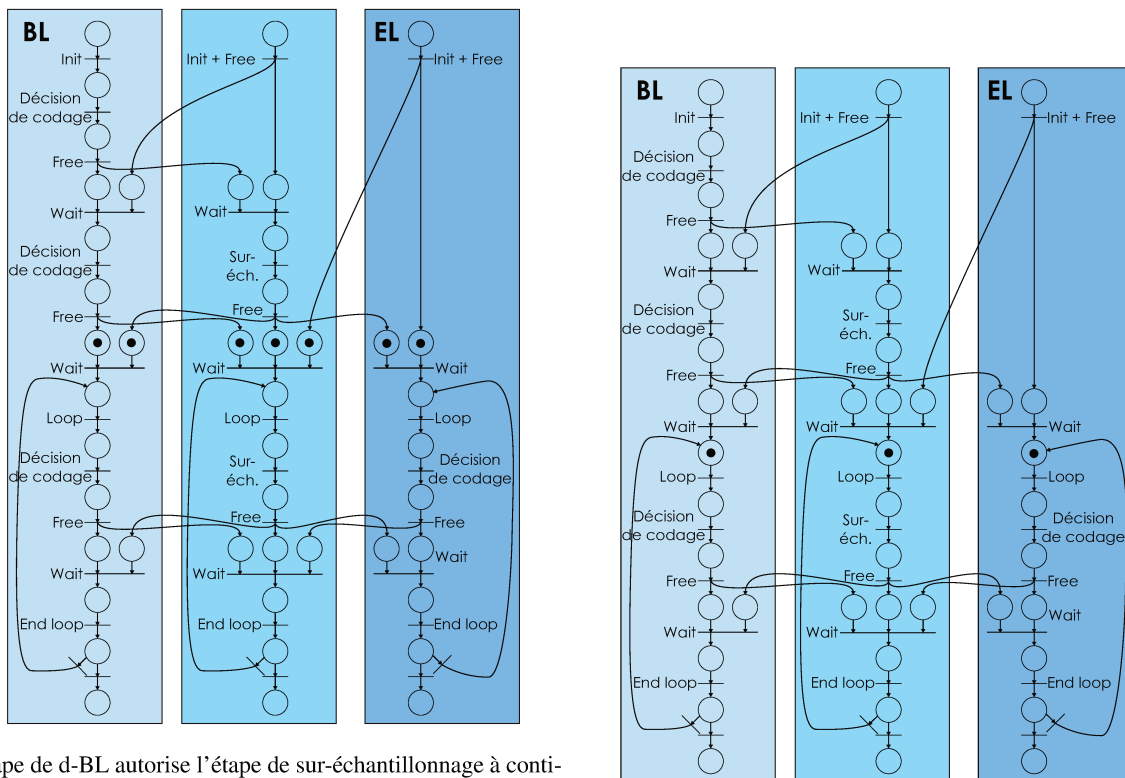 BL
EL
Init
Init + Free
Init + Free
Décision
de codage
Free
Wait
Wait
Décision
de codage
Sur-
éch.
Free
Free
Wait
Wait
Wait
Loop
Loop
Loop
Décision
de codage
Sur-
éch.
Décision
de codage
Free
Free
Free
Wait
Wait
Wait
End loop
End loop
End loop
BL
EL
Init
Init + Free
Init + Free
Décision
de codage
Free
Wait
Wait
Décision
de codage
Sur-
éch.
Free
Free
Wait
Wait
Wait
Loop
Loop
Loop
Décision
de codage
Sur-
éch.
Décision
de codage
Free
Free
Free
Wait
Wait
Wait
End loop
End loop
End loop
ape de d-BL autorise l’étape de sur-échantillonnage à conti-